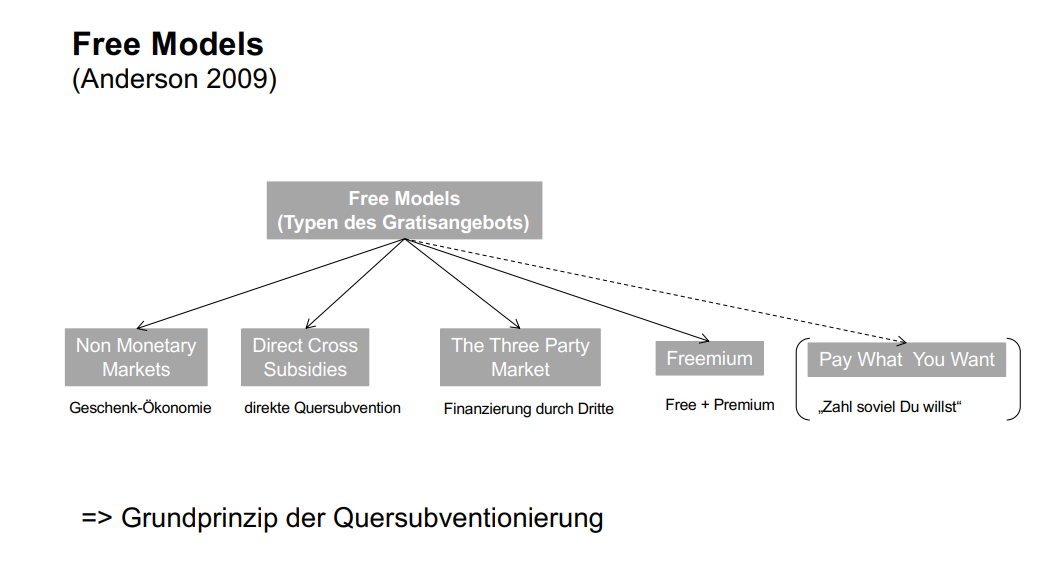 Free Models
(Anderson 2009)
Free Models
(Typen des Gratisangebots)
Non Monetary
Markets
Geschenk-Ökonomie
Direct Cross
Subsidies
direkte Quersubvention
The Three Party
Market
Finanzierung durch Dritte
Freemium
Free + Premium
Pay What You Want
„Zahl soviel Du willst“
=> Grundprinzip der Quersubventionierung